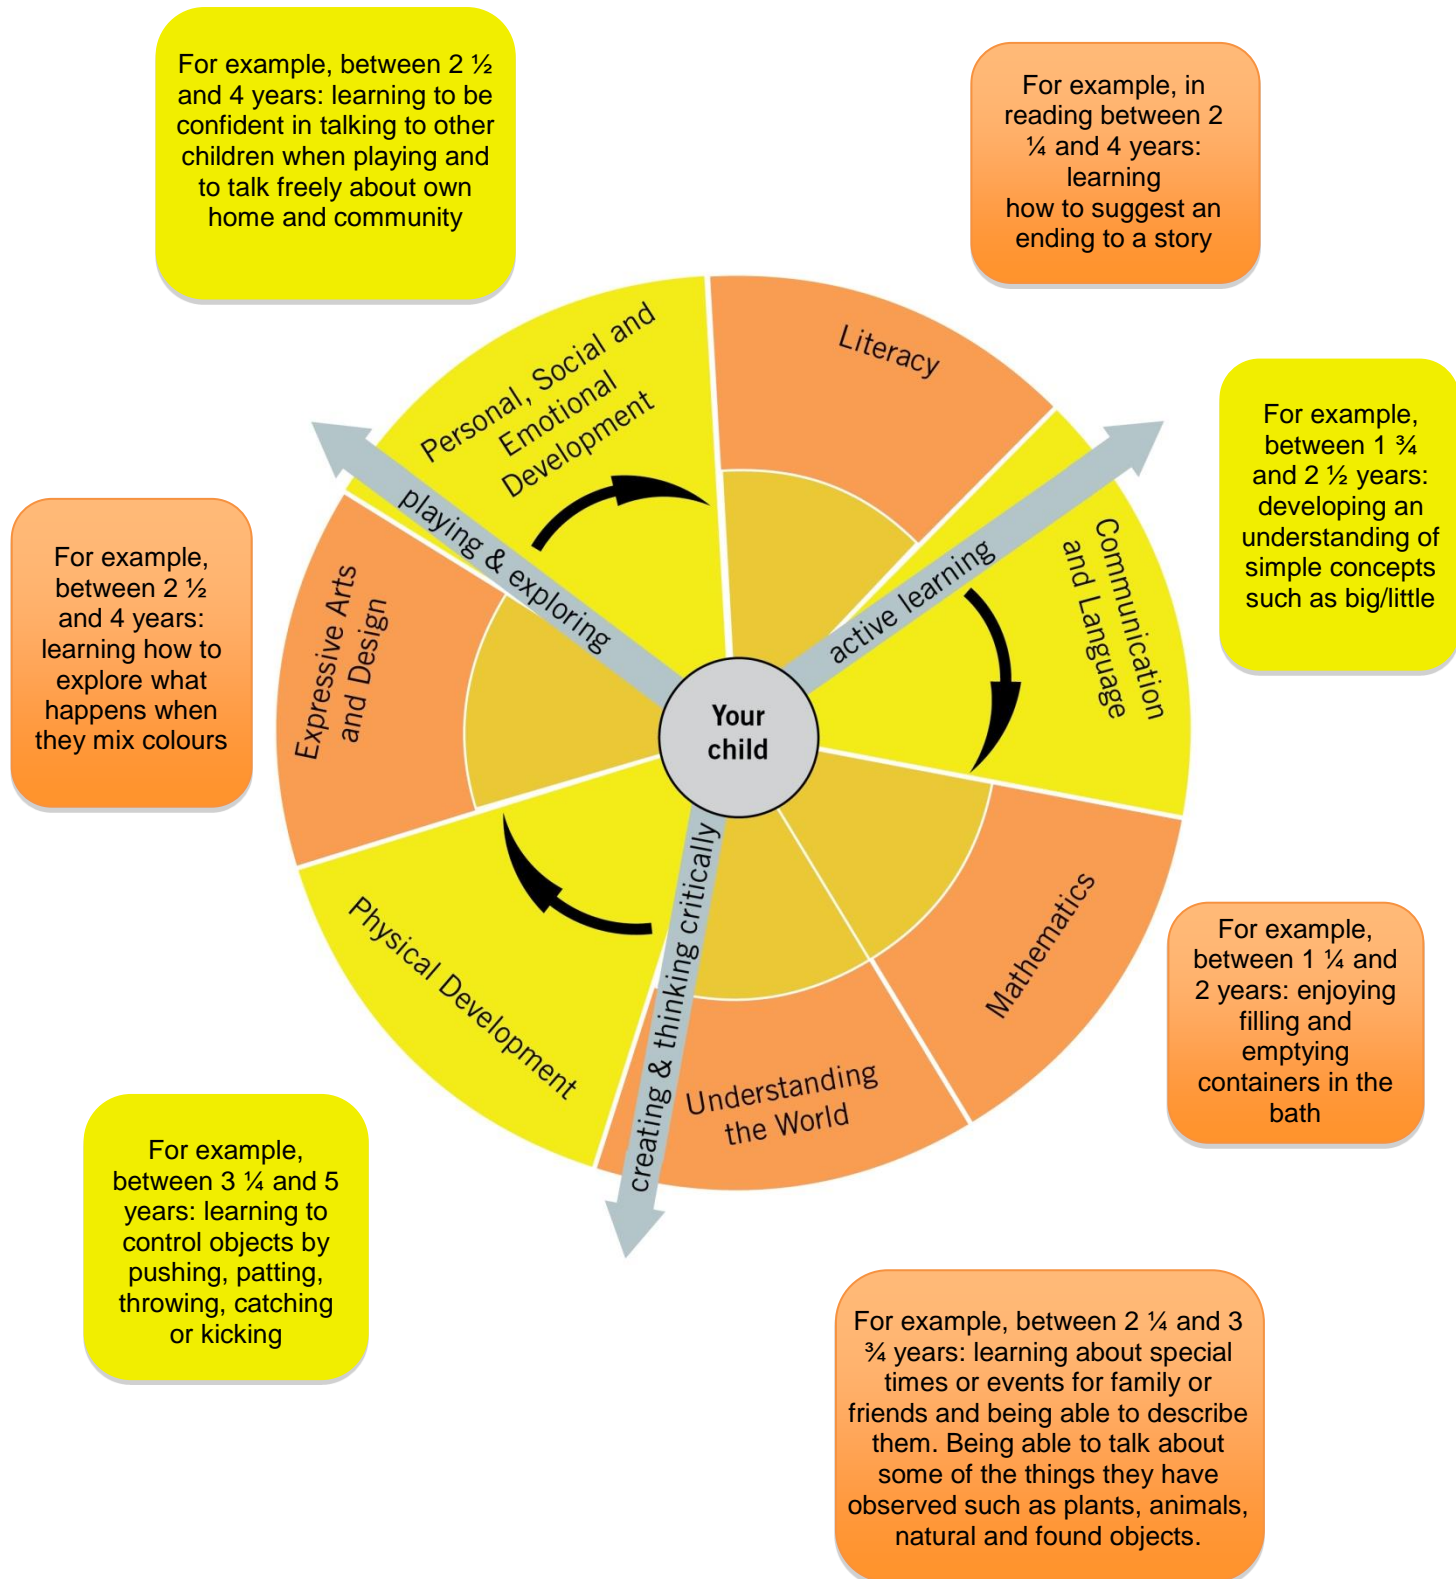 For example, between 2 ½
and 4 years: learning to be
confident in talking to other
children when playing and
to talk freely about own
home and community
For example, in
reading between 2
¼ and 4 years:
learning
how to suggest an
ending to a story
Personal, Social and
Emotional
Development
Literacy
For example,
between 1 ¾
and 2 ½ years:
developing an
understanding of
simple concepts
such as big/little
playing & exploring
active learning
Communication
and Language
For example,
between 2 ½
and 4 years:
learning how to
explore what
happens when
they mix colours
Expressive Arts
and Design
Your
child
Physical Development
creating & thinking critically
Understanding
the World
Mathematics
For example,
between 1 ¼ and
2 years: enjoying
filling and
emptying
containers in the
bath
For example,
between 3 ¼ and 5
years: learning to
control objects by
pushing, patting,
throwing, catching
or kicking
For example, between 2 ¼ and 3
¾ years: learning about special
times or events for family or
friends and being able to describe
them. Being able to talk about
some of the things they have
observed such as plants, animals,
natural and found objects.